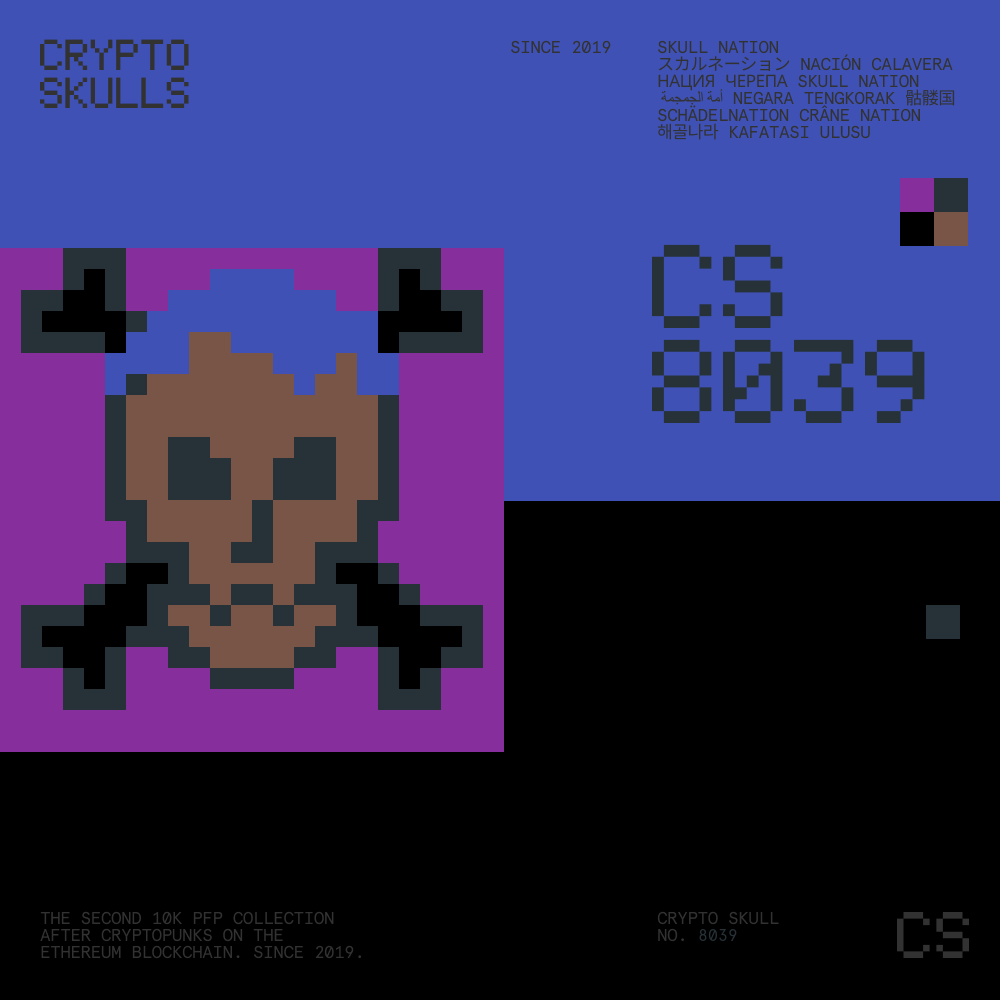 CRYPTO
SKULLS
SINCE 2019
SKULL NATION
スカルネーション NACIÓN CALAVERA
НАЦИЯ ЧЕРЕПА SKULL NATION
أمة الجمجمة NEGARA TENGKORAK 骷髅国
SCHÄDELNATION CRÂNE NATION
해골나라 KAFATASI ULUSU
CS
8039
THE SECOND 10K PFP COLLECTION
AFTER CRYPTOPUNKS ON THE
ETHEREUM BLOCKCHAIN. SINCE 2019.
CRYPTO SKULL
NO. 8039
CS